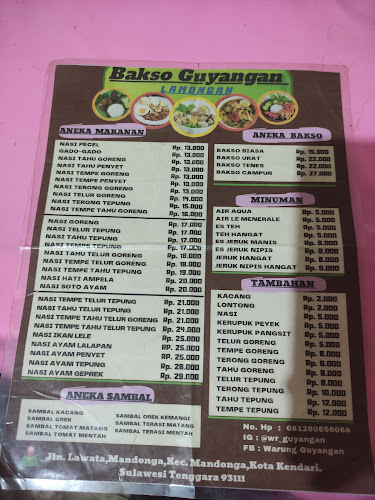 Bakso Guyangan
LAMONGAN
ANEKA MAKANAN
NASI PECEL Rp. 13.000
GADO-GADO Rp. 13.000
NASI TAHU GORENG Rp. 13.000
NASI TAHU PENYET Rp. 13.000
NASI TEMPE GORENG Rp. 13.000
NASI TEMPE PENYET Rp. 13.000
NASI TERONG GORENG Rp. 13.000
NASI TELUR GORENG Rp. 14.000
NASI TERONG TEPUNG Rp. 15.000
NASI TEMPE TAHU GORENG Rp. 15.000
NASI GORENG Rp. 17.000
NASI TELUR TEPUNG Rp. 17.000
NASI TAHU TEPUNG Rp. 17.000
NASI TEMPE TEPUNG Rp. 17.000
NASI TAHU TELUR GORENG Rp. 18.000
NASI TEMPE TELUR GORENG Rp. 18.000
NASI TEMPE TAHU TEPUNG Rp. 19.000
NASI HATI AMPELA Rp. 20.000
NASI SOTO AYAM Rp. 20.000
NASI TEMPE TELUR TEPUNG Rp. 21.000
NASI TAHU TELUR TEPUNG Rp. 21.000
NASI TEMPE TAHU TELUR GORENG Rp. 21.000
NASI TEMPE TAHU TELUR TEPUNG Rp. 24.000
NASI IKAN LELE Rp. 25.000
NASI AYAM LALAPAN Rp. 25.000
NASI AYAM PENYET Rp. 25.000
NASI AYAM TEPUNG Rp. 28.000
NASI AYAM GEPREK Rp. 28.000
ANEKA SAMBAL
SAMBAL KACANG
SAMBAL OREK
SAMBAL TOMAT MATANG
SAMBAL TOMAT MENTAH
SAMBAL OREK KEMANGI
SAMBAL TERASI MATANG
SAMBAL TERASI MENTAH
ANEKA BAKSO
BAKSO BIASA Rp. 15.000
BAKSO URAT Rp. 22.000
BAKSO TENES Rp. 22.000
BAKSO CAMPUR Rp. 27.000
MINUMAN
AIR AQUA Rp. 5.000
AIR LE MENERALE Rp. 5.000
ES TEH Rp. 5.000
TEH HANGAT Rp. 5.000
ES JERUK MANIS Rp. 8.000
ES JERUK NIPIS Rp. 8.000
JERUK HANGAT Rp. 8.000
JERUK NIPIS HANGAT Rp. 8.000
TAMBAHAN
KACANG Rp. 2.000
LONTONG Rp. 2.000
NASI Rp. 5.000
KERUPUK PEYEK Rp. 5.000
KERUPUK PANGSIT Rp. 5.000
TELUR GORENG Rp. 5.000
TEMPE GORENG Rp. 8.000
TERONG GORENG Rp. 8.000
TAHU GORENG Rp. 8.000
TELUR TEPUNG Rp. 8.000
TERONG TEPUNG Rp. 10.000
TAHU TEPUNG Rp. 12.000
TEMPE TEPUNG Rp. 12.000
No. Hp : 081280658064
IG : @wr_guyangan
FB : Warung Guyangan
Jln. Lawata,Mandonga,Kec. Mandonga,Kota Kendari.
Sulawesi Tenggara 93111